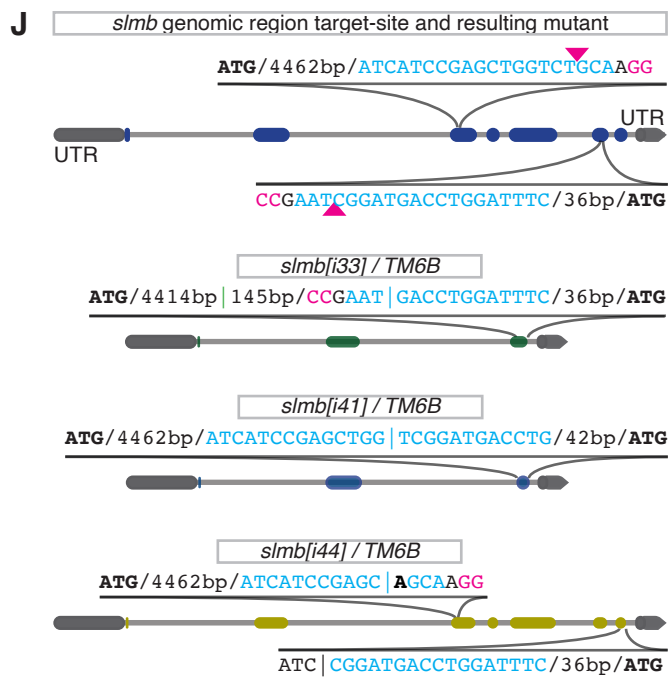 J
slmb genomic region target-site and resulting mutant
ATG/4462bp/ATCATCCGAGCTGGTCTGCAAGG
UTR
UTR
CCGAATCGGATGACCTGGATTTC/36bp/ATG
slmb[i33] / TM6B
ATG/4414bp|145bp/CCGAAT|GACCTGGATTTC/36bp/ATG
slmb[i41] / TM6B
ATG/4462bp/ATCATCCGAGCTGG|TCGGATGACCTG/42bp/ATG
slmb[i44] / TM6B
ATG/4462bp/ATCATCCGAGC|AGCAAGG
ATC|CGGATGACCTGGATTTC/36bp/ATG